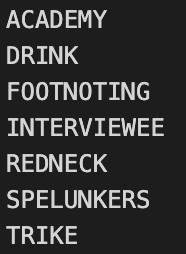 ACADEMY
DRINK
FOOTNOTING
INTERVIEWEE
REDNECK
SPELUNKERS
TRIKE